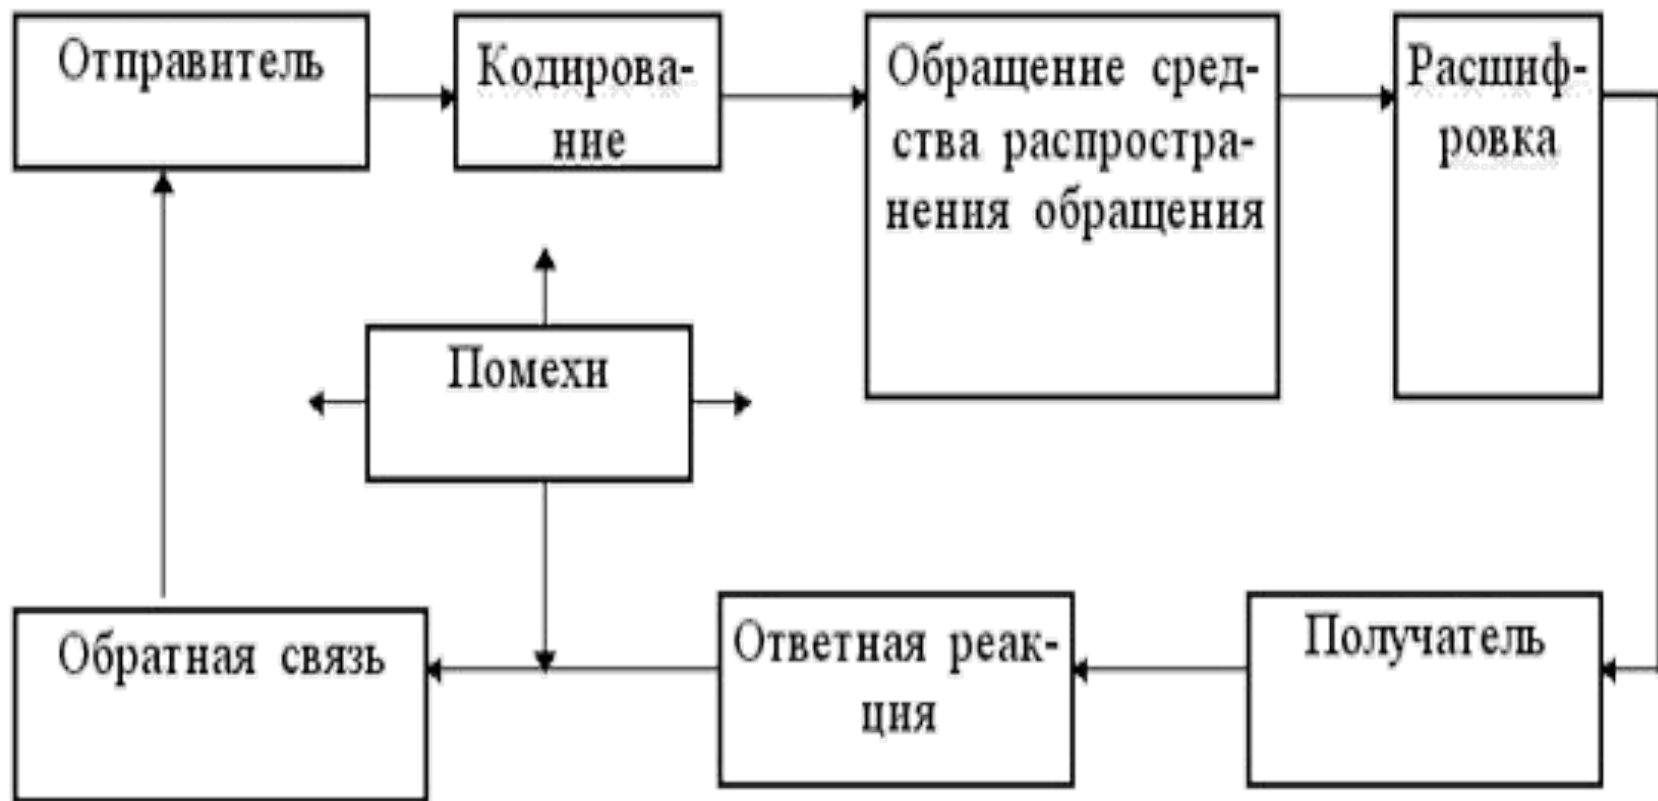 Отправитель
Кодирова-
ние
Обращение сред-
ства распростра-
нения обращения
Расшиф-
ровка
Помехи
Обратная связь
Ответная реак-
ция
Получатель